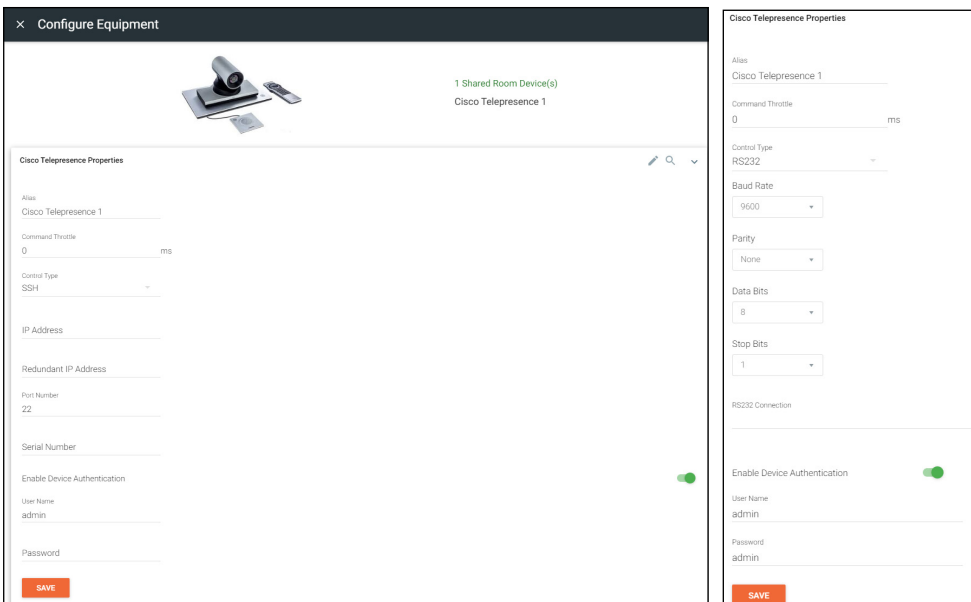 × Configure Equipment
1 Shared Room Device(s)
Cisco Telepresence 1
Cisco Telepresence Properties
Alias
Cisco Telepresence 1
Command Throttle
0 ms
Control Type
SSH
IP Address
Redundant IP Address
Port Number
22
Serial Number
Enable Device Authentication
User Name
admin
Password
SAVE
Cisco Telepresence Properties
Alias
Cisco Telepresence 1
Command Throttle
0 ms
Control Type
RS232
Baud Rate
9600
Parity
None
Data Bits
8
Stop Bits
1
RS232 Connection
Enable Device Authentication
User Name
admin
Password
admin
SAVE